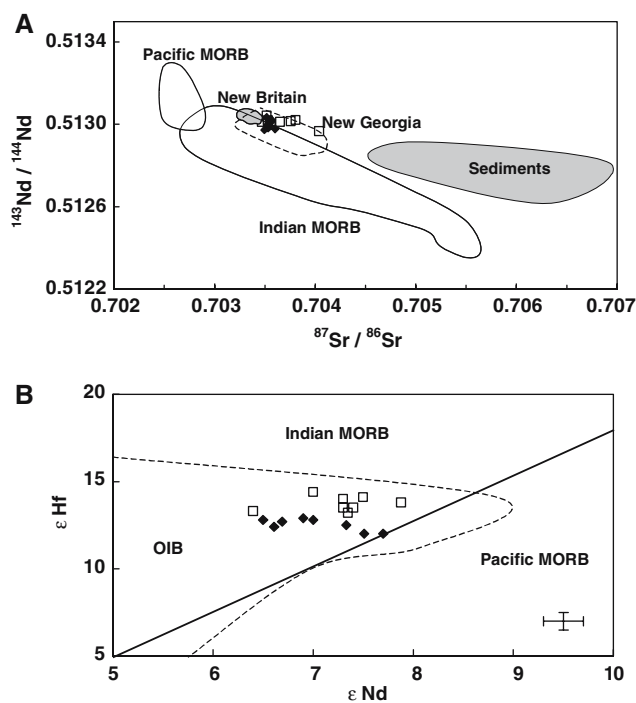 A
0.5134
Pacific MORB
New Britain
0.5130
New Georgia
143Nd / 144Nd
Sediments
0.5126
Indian MORB
0.5122
0.702 0.703 0.704 0.705 0.706 0.707
87Sr / 86Sr
B
20
Indian MORB
15
ε Hf
OIB
10
Pacific MORB
5
5 6 7 8 9 10
ε Nd